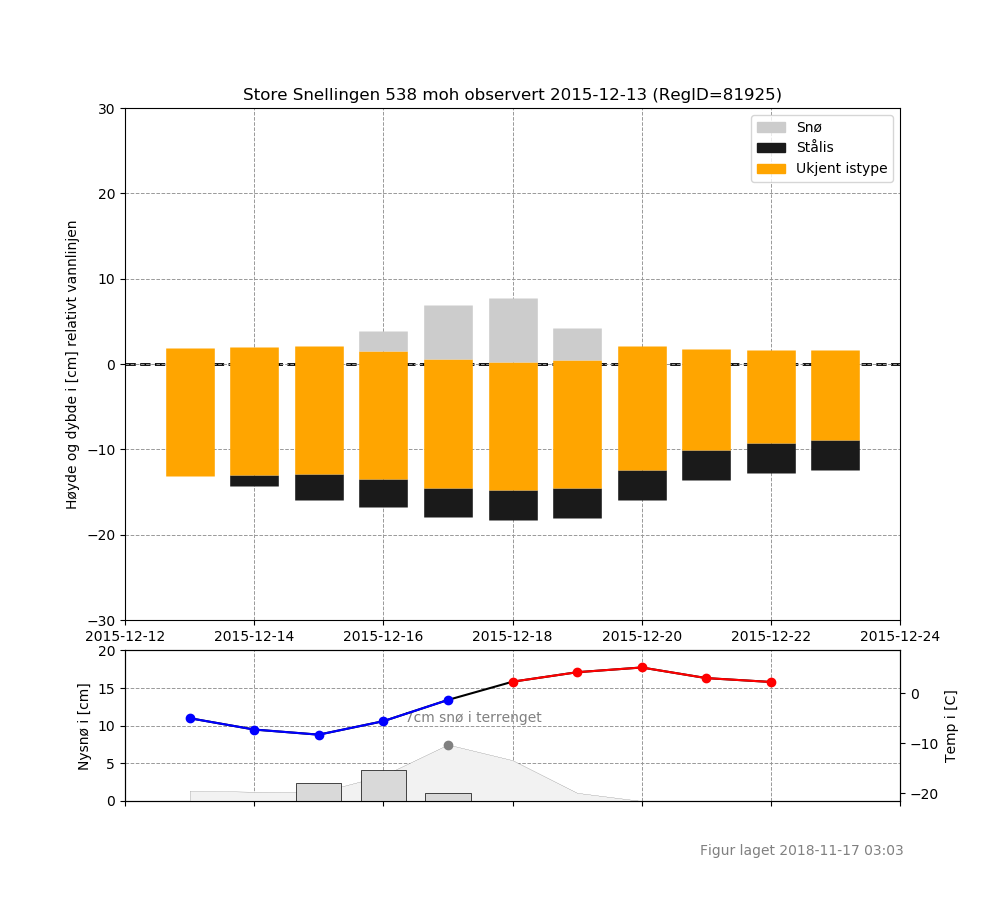 Store Snellingen 538 moh observert 2015-12-13 (RegID=81925)
Høyde og dybde i [cm] relativt vannlinjen
30
20
10
0
−10
−20
−30
Snø
Stålis
Ukjent istype
2015-12-12 2015-12-14 2015-12-16 2015-12-18 2015-12-20 2015-12-22 2015-12-24
Nysnø i [cm]
20
15
10
5
0
7cm snø i terrenget
0
−10
−20
Temp i [C]
Figur laget 2018-11-17 03:03